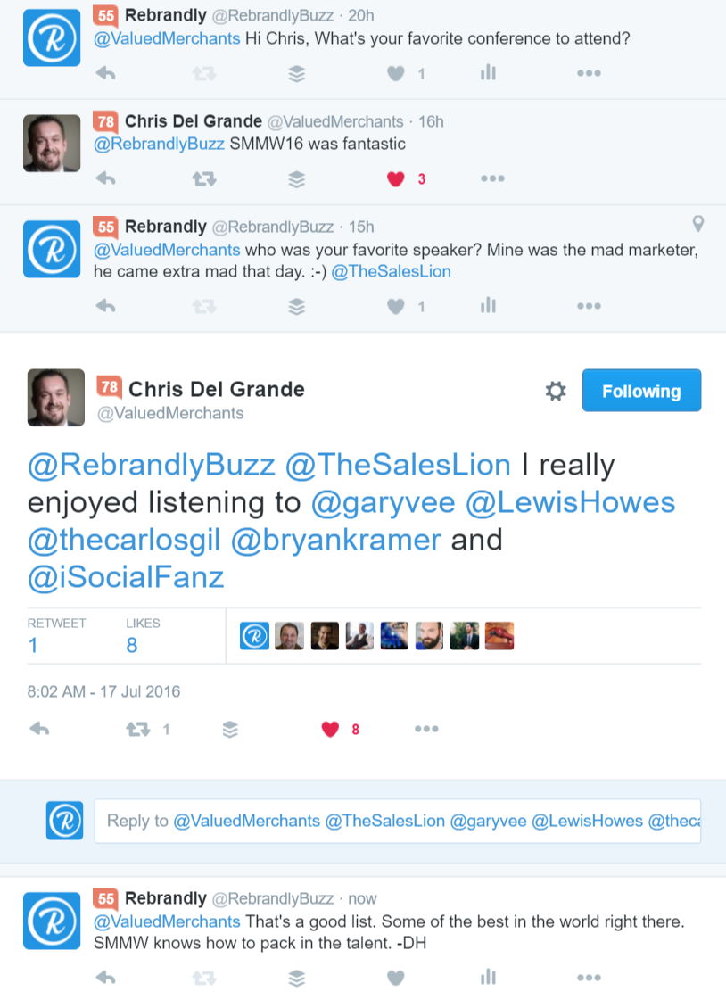 55 Rebrandly @RebrandlyBuzz · 20h
@ValuedMerchants Hi Chris, What's your favorite conference to attend?
1
78 Chris Del Grande @ValuedMerchants · 16h
@RebrandlyBuzz SMMW16 was fantastic
3
55 Rebrandly @RebrandlyBuzz · 15h
@ValuedMerchants who was your favorite speaker? Mine was the mad marketer,
he came extra mad that day. :-) @TheSalesLion
1
78 Chris Del Grande
@ValuedMerchants
Following
@RebrandlyBuzz @TheSalesLion I really
enjoyed listening to @garyvee @LewisHowes
@thecarlosgil @bryankramer and
@iSocialFanz
RETWEET LIKES
1 8
8:02 AM - 17 Jul 2016
1 8
Reply to @ValuedMerchants @TheSalesLion @garyvee @LewisHowes @theca
55 Rebrandly @RebrandlyBuzz · now
@ValuedMerchants That's a good list. Some of the best in the world right there.
SMMW knows how to pack in the talent. -DH